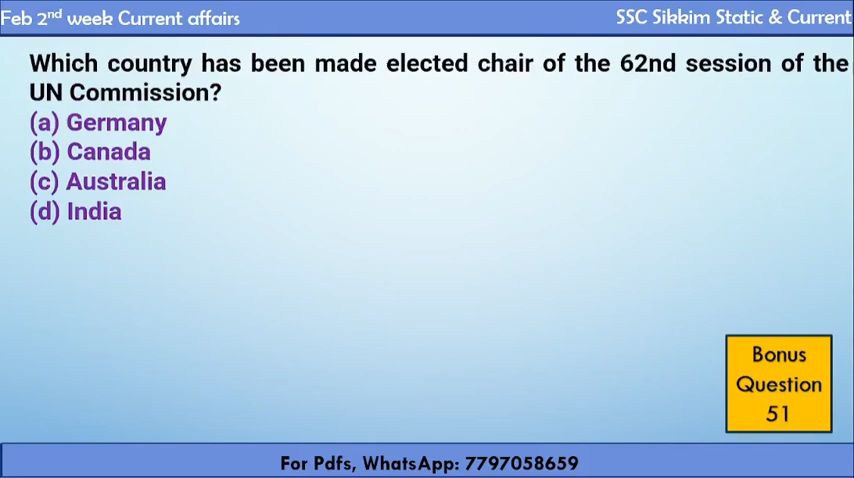 Feb 2nd week Current affairs
SSC Sikkim Static & Current
Which country has been made elected chair of the 62nd session of the
UN Commission?
(a) Germany
(b) Canada
(c) Australia
(d) India
Bonus
Question
51
For Pdfs, WhatsApp: 7797058659